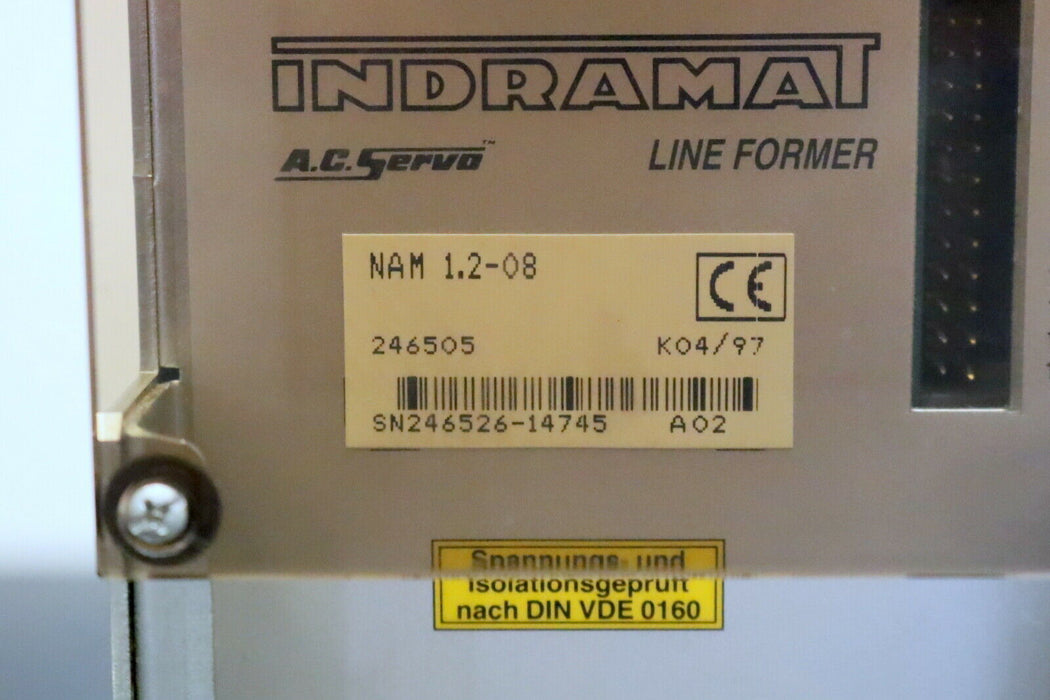 INDRAMAT
A.C. Servo™ LINE FORMER
NAM 1.2-08
CE
246505 K04/97
SN246526-14745 A02
Spannungs- und
Isolationsgeprüft
nach DIN VDE 0160